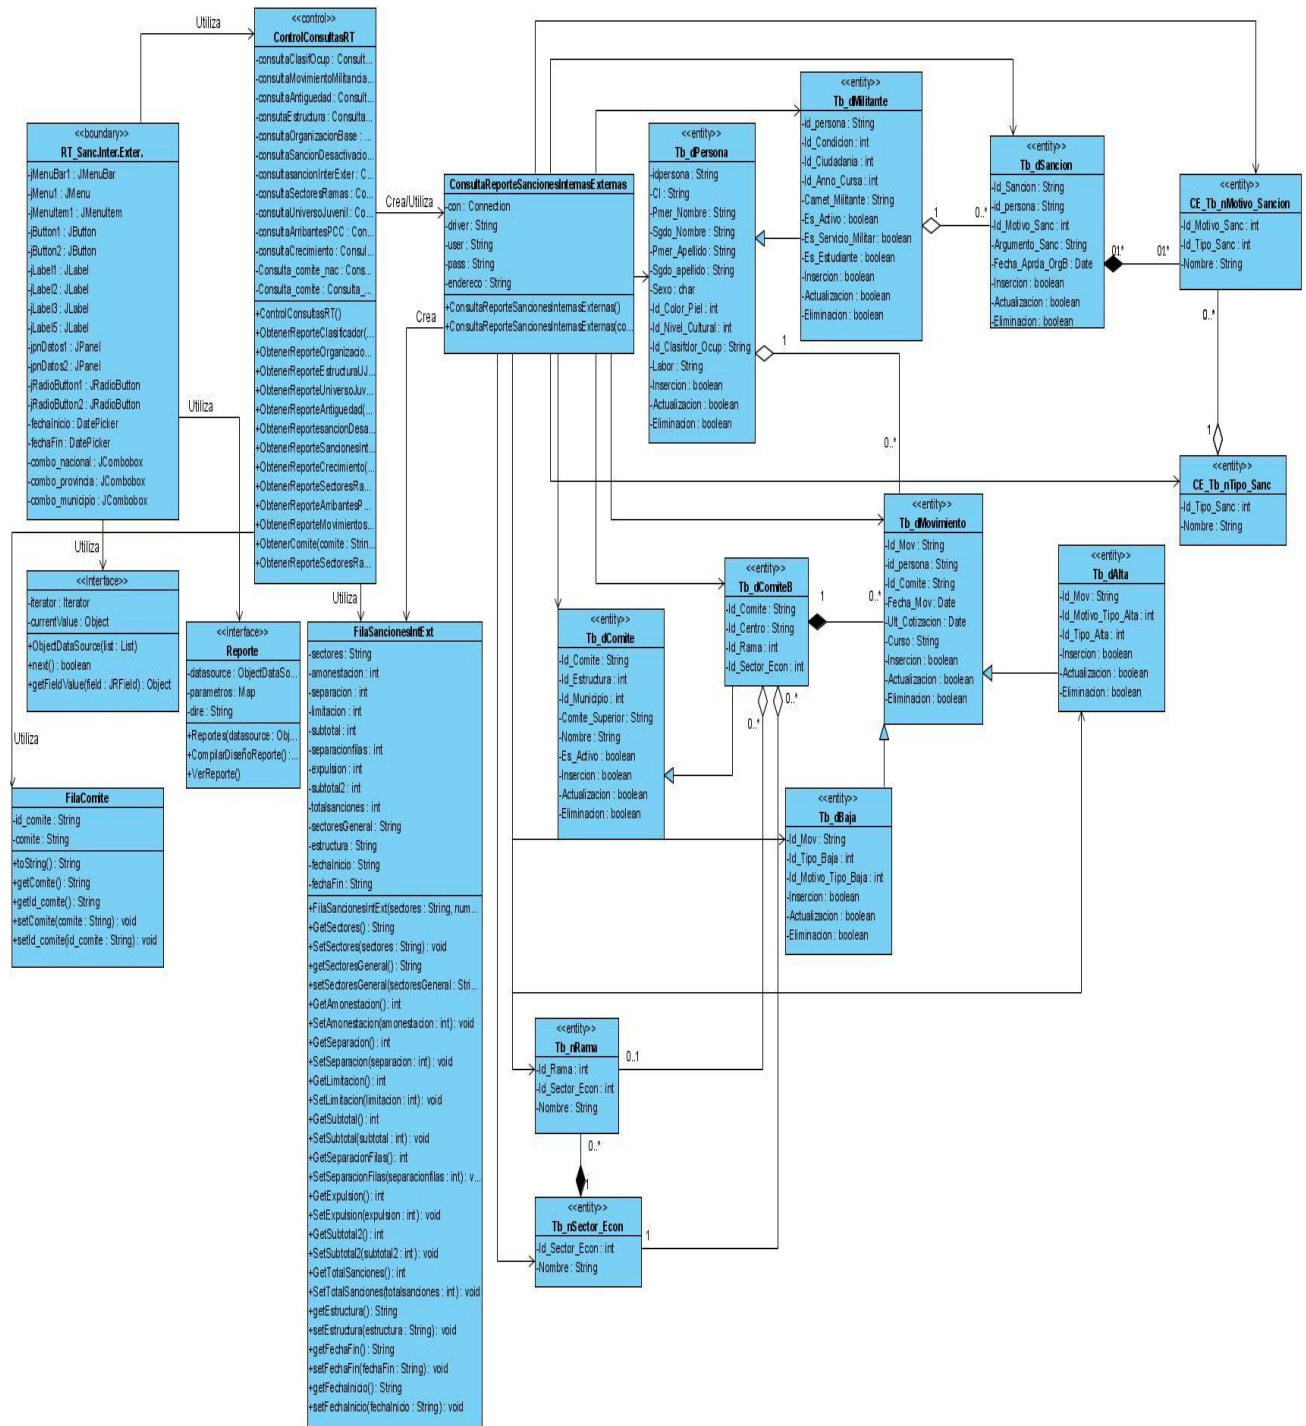 Utiliza
<<control>>
ControlConsultasRT
-consultaClasifOcup : Consult...
-consultaMovimientoMilitancia...
-consultaAntiguedad : Consult...
-consutaEstructura : Consulta...
-consultaOrganizacionBase : ...
-consultaSancionDesactivacio...
-consultasancionInterExter : C...
-consultaSectoresRamas : Co...
-consultaUniversoJuvenil : Co...
-consultaArribantesPCC : Con...
-consultaCrecimiento : Consul...
-Consulta_comite_nac : Cons...
-Consulta_comite : Consulta_...
+ControlConsultasRT()
+ObtenerReporteClasificador(...
+ObtenerReporteOrganizacio...
+ObtenerReporteEstructuraUJ...
+ObtenerReporteUniversoJuv...
+ObtenerReporteAntiguedad(...
+ObtenerReportesancionDesa...
+ObtenerReporteSancionesInt...
+ObtenerReporteCrecimiento(...
+ObtenerReporteSectoresRa...
+ObtenerReporteArribantesP...
+ObtenerReporteMovimientos...
+ObtenerComite(comite : Strin...
+ObtenerReporteSectoresRa...
<<boundary>>
RT_Sanc.Inter.Exter.
-jMenuBar1 : JMenuBar
-jMenu1 : JMenu
-jMenuItem1 : JMenuItem
-jButton1 : JButton
-jButton2 : JButton
-jLabel1 : JLabel
-jLabel2 : JLabel
-jLabel3 : JLabel
-jLabel5 : JLabel
-jpnDatos1 : JPanel
-jpnDatos2 : JPanel
-jRadioButton1 : JRadioButton
-jRadioButton2 : JRadioButton
-fechaInicio : DatePicker
-fechaFin : DatePicker
-combo_nacional : JCombobox
-combo_provincia : JCombobox
-combo_municipio : JCombobox
Utiliza
Utiliza
Utiliza
Utiliza
Crea/Utiliza
Crea
<<Interface>>
-iterator : Iterator
-currentValue : Object
+ObjectDataSource(list : List)
+next() : boolean
+getFieldValue(field : JRField) : Object
<<interface>>
Reporte
-datasource : ObjectDataSo...
-parametros : Map
-dire : String
+Reportes(datasource : Obj...
+CompilarDiseñoReporte() :...
+VerReporte()
FilaComite
-id_comite : String
-comite : String
+toString() : String
+getComite() : String
+getId_comite() : String
+setComite(comite : String) : void
+setId_comite(id_comite : String) : void
FilaSancionesIntExt
-sectores : String
-amonestacion : int
-separacion : int
-limitacion : int
-subtotal : int
-separacionfilas : int
-expulsion : int
-subtotal2 : int
-totalsanciones : int
-sectoresGeneral : String
-estructura : String
-fechaInicio : String
-fechaFin : String
+FilaSancionesIntExt(sectores : String, num...
+GetSectores() : String
+SetSectores(sectores : String) : void
+getSectoresGeneral() : String
+setSectoresGeneral(sectoresGeneral : Stri...
+GetAmonestacion() : int
+SetAmonestacion(amonestacion : int) : void
+GetSeparacion() : int
+SetSeparacion(separacion : int) : void
+GetLimitacion() : int
+SetLimitacion(limitacion : int) : void
+GetSubtotal() : int
+SetSubtotal(subtotal : int) : void
+GetSeparacionFilas() : int
+SetSeparacionFilas(separacionfilas : int) : v...
+GetExpulsion() : int
+SetExpulsion(expulsion : int) : void
+GetSubtotal2() : int
+SetSubtotal2(subtotal2 : int) : void
+GetTotalSanciones() : int
+SetTotalSanciones(totalsanciones : int) : void
+getEstructura() : String
+setEstructura(estructura : String) : void
+getFechaFin() : String
+setFechaFin(fechaFin : String) : void
+getFechaInicio() : String
+setFechaInicio(fechaInicio : String) : void
ConsultaReporteSancionesInternasExternas
-con : Connection
-driver : String
-user : String
-pass : String
-endereco : String
+ConsultaReporteSancionesInternasExternas()
+ConsultaReporteSancionesInternasExternas(co...
<<entity>>
Tb_dPersona
-idpersona : String
-CI : String
-Pmer_Nombre : String
-Sgdo_Nombre : String
-Pmer_Apellido : String
-Sgdo_apellido : String
-Sexo : char
-Id_Color_Piel : int
-Id_Nivel_Cultural : int
-Id_Clasifdor_Ocup : String
-Labor : String
-Insercion : boolean
-Actualizacion : boolean
-Eliminacion : boolean
<<entity>>
Tb_dMilitante
-id_persona : String
-Id_Condicion : int
-Id_Ciudadania : int
-Id_Anno_Cursa : int
-Carnet_Militante : String
-Es_Activo : boolean
-Es_Servicio_Militar : boolean
-Es_Estudiante : boolean
-Insercion : boolean
-Actualizacion : boolean
-Eliminacion : boolean
1
0..*
<<entity>>
Tb_dSancion
-Id_Sancion : String
-id_persona : String
-Id_Motivo_Sanc : int
-Argumento_Sanc : String
-Fecha_Aprda_OrgB : Date
-Insercion : boolean
-Actualizacion : boolean
-Eliminacion : boolean
<<entity>>
CE_Tb_nMotivo_Sancion
-Id_Motivo_Sanc : int
-Id_Tipo_Sanc : int
-Nombre : String
0..*
1
<<entity>>
CE_Tb_nTipo_Sanc
-Id_Tipo_Sanc : int
-Nombre : String
1
0..*
<<entity>>
Tb_dMovimiento
-Id_Mov : String
-id_persona : String
-Id_Comite : String
-Fecha_Mov : Date
-Ult_Cotizacion : Date
-Curso : String
-Insercion : boolean
-Actualizacion : boolean
-Eliminacion : boolean
<<entity>>
Tb_dAlta
-Id_Mov : String
-Id_Motivo_Tipo_Alta : int
-Id_Tipo_Alta : int
-Insercion : boolean
-Actualizacion : boolean
-Eliminacion : boolean
<<entity>>
Tb_dComiteB
-Id_Comite : String
-Id_Centro : String
-Id_Rama : int
-Id_Sector_Econ : int
1
0..*
0..*
0..*
<<entity>>
Tb_dComite
-Id_Comite : String
-Id_Estructura : int
-Id_Municipio : int
-Comite_Superior : String
-Nombre : String
-Es_Activo : boolean
-Insercion : boolean
-Actualizacion : boolean
-Eliminacion : boolean
<<entity>>
Tb_dBaja
-Id_Mov : String
-Id_Tipo_Baja : int
-Id_Motivo_Tipo_Baja : int
-Insercion : boolean
-Actualizacion : boolean
-Eliminacion : boolean
<<entity>>
Tb_nRama
-Id_Rama : int
-Id_Sector_Econ : int
-Nombre : String
0..1
0..*
1
<<entity>>
Tb_nSector_Econ
-Id_Sector_Econ : int
-Nombre : String
1